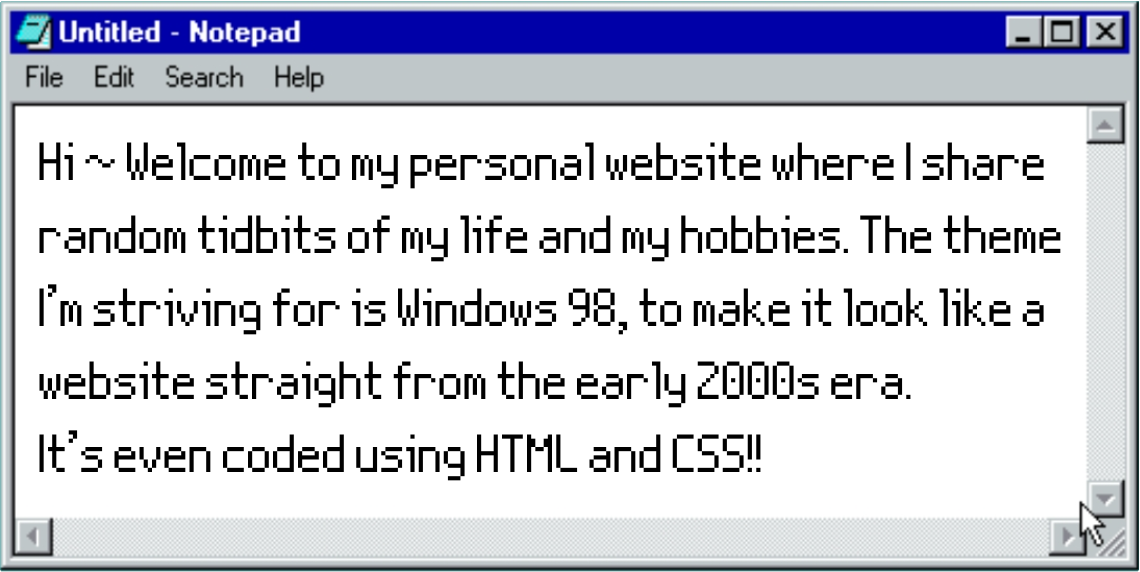 Untitled - Notepad
File Edit Search Help
Hi ~ Welcome to my personal website where I share
random tidbits of my life and my hobbies. The theme
I'm striving for is Windows 98, to make it look like a
website straight from the early 2000s era.
It's even coded using HTML and CSS!!